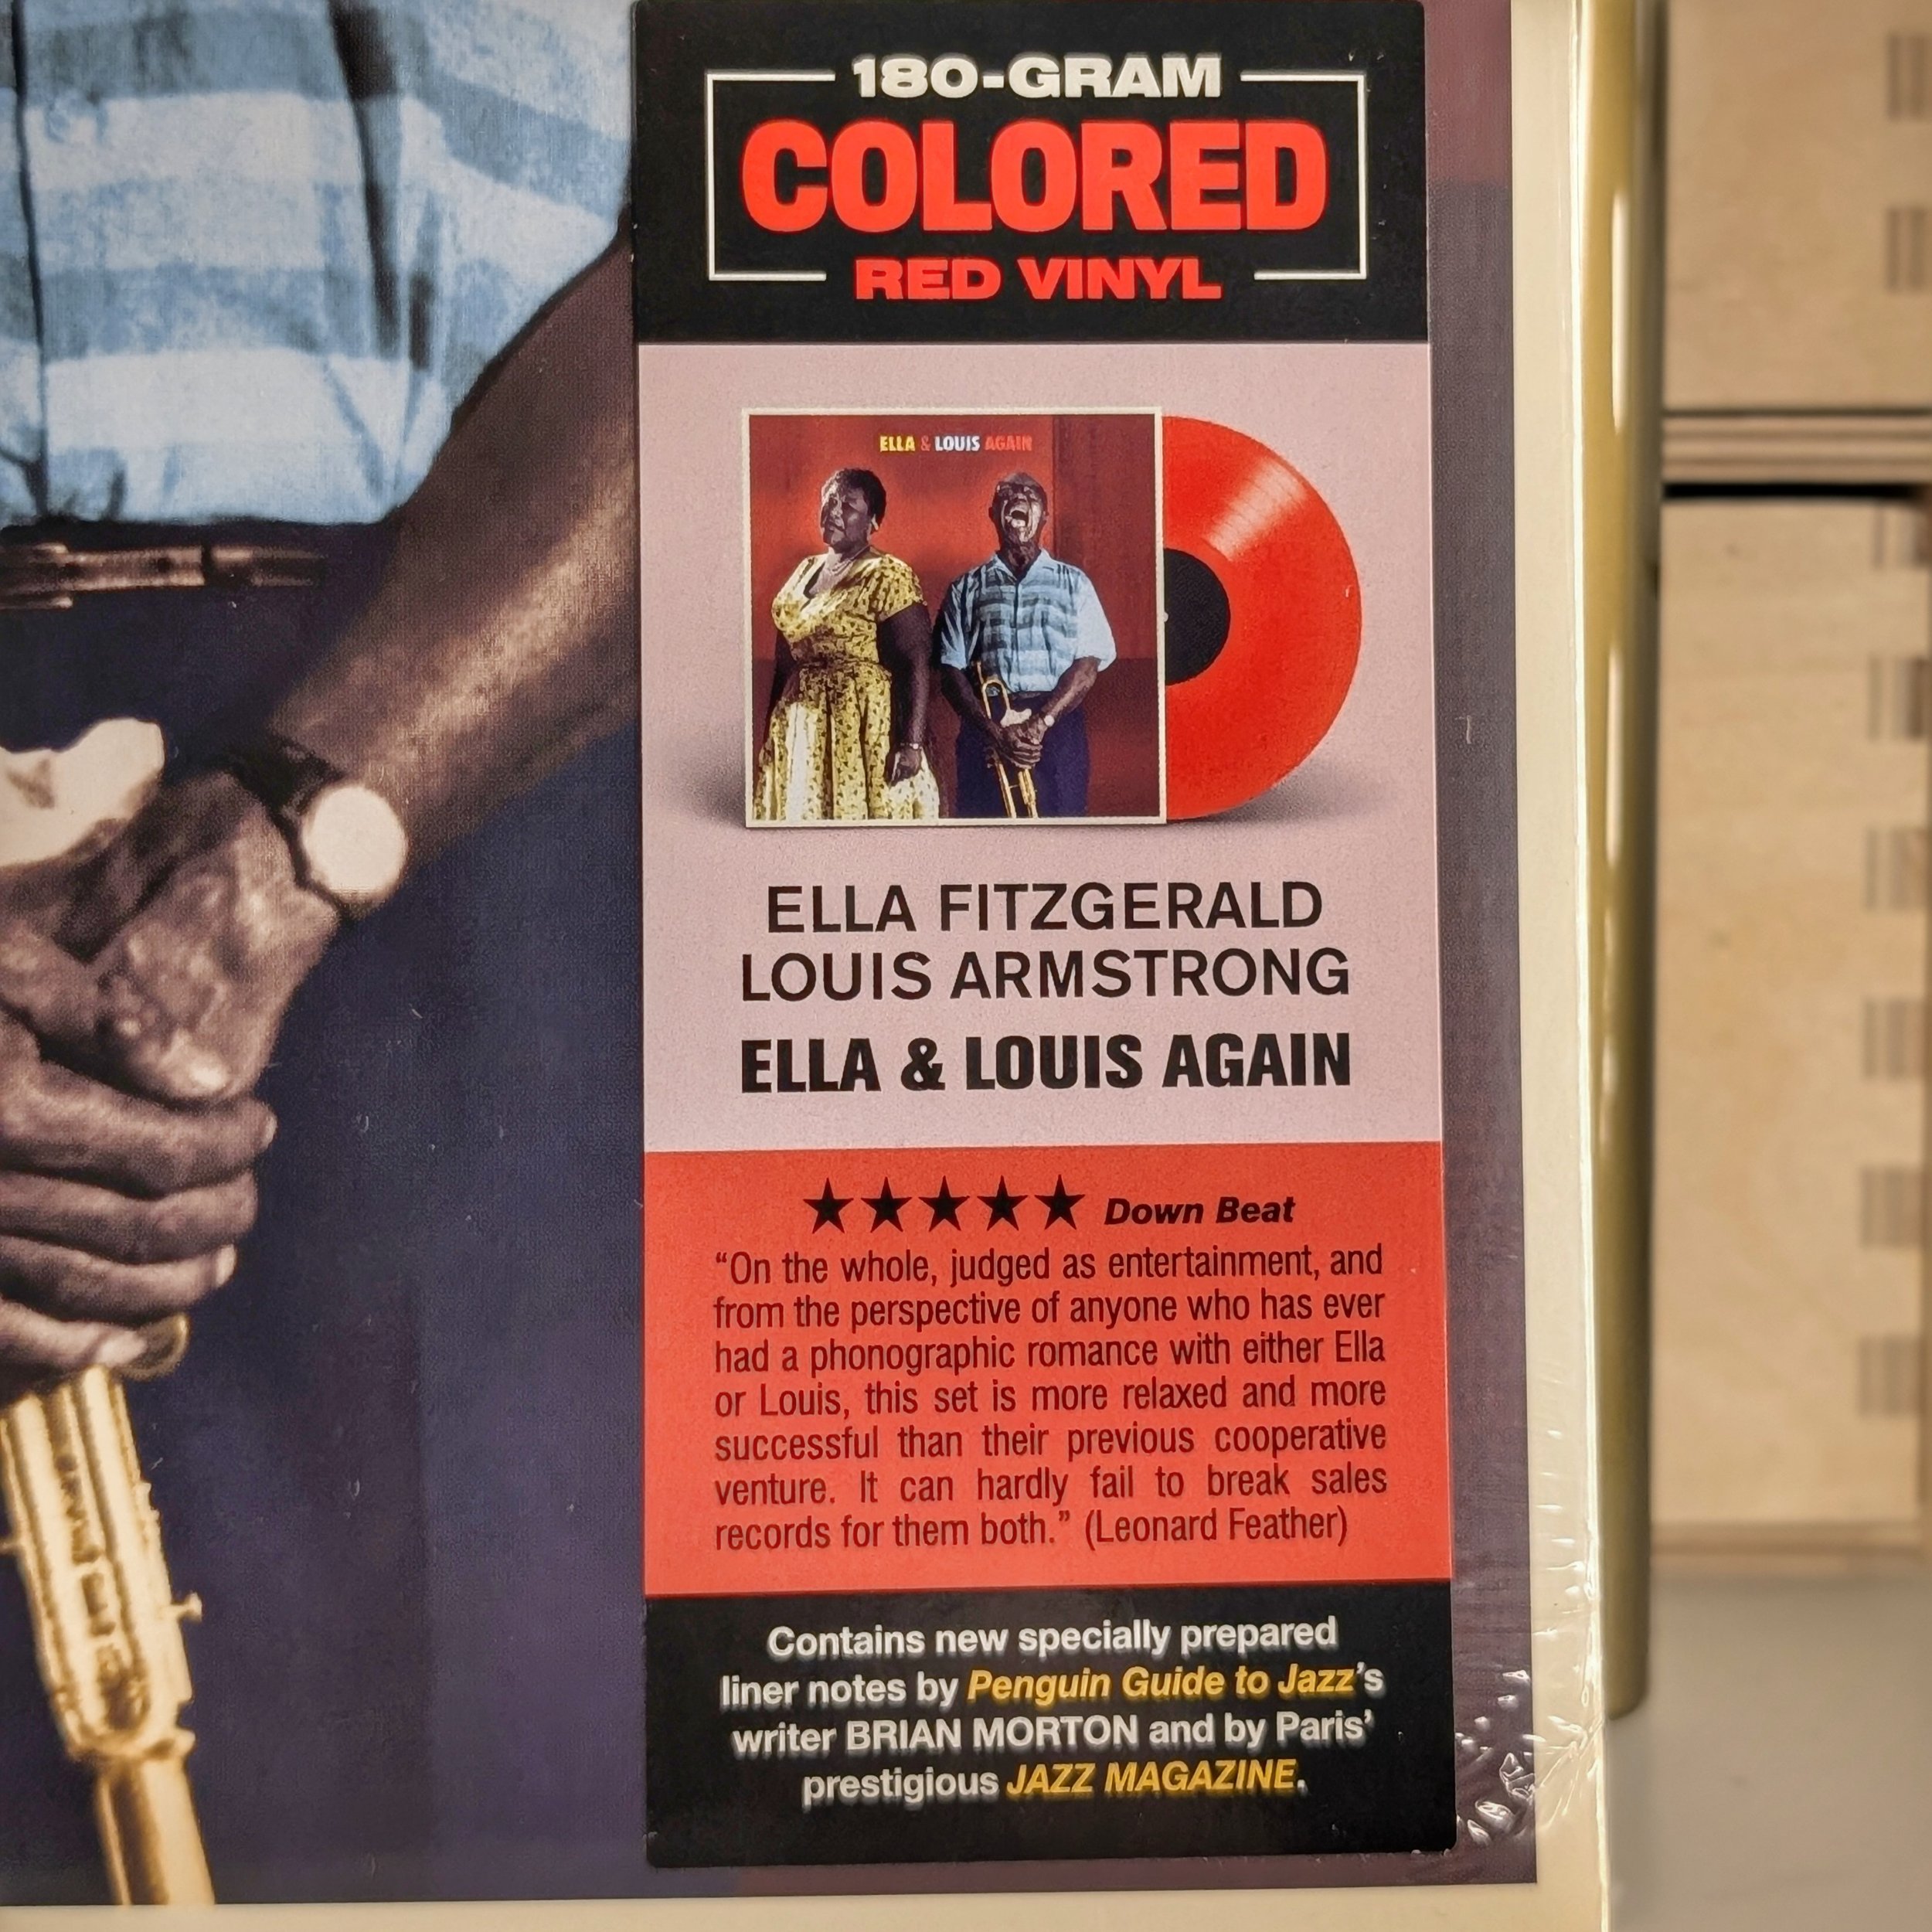 180-GRAM
COLORED
RED VINYL
ELLA & LOUIS AGAIN
ELLA FITZGERALD
LOUIS ARMSTRONG
ELLA & LOUIS AGAIN
★★★★★ Down Beat
“On the whole, judged as entertainment, and
from the perspective of anyone who has ever
had a phonographic romance with either Ella
or Louis, this set is more relaxed and more
successful than their previous cooperative
venture. It can hardly fail to break sales
records for them both.” (Leonard Feather)
Contains new specially prepared
liner notes by Penguin Guide to Jazz’s
writer BRIAN MORTON and by Paris’
prestigious JAZZ MAGAZINE.